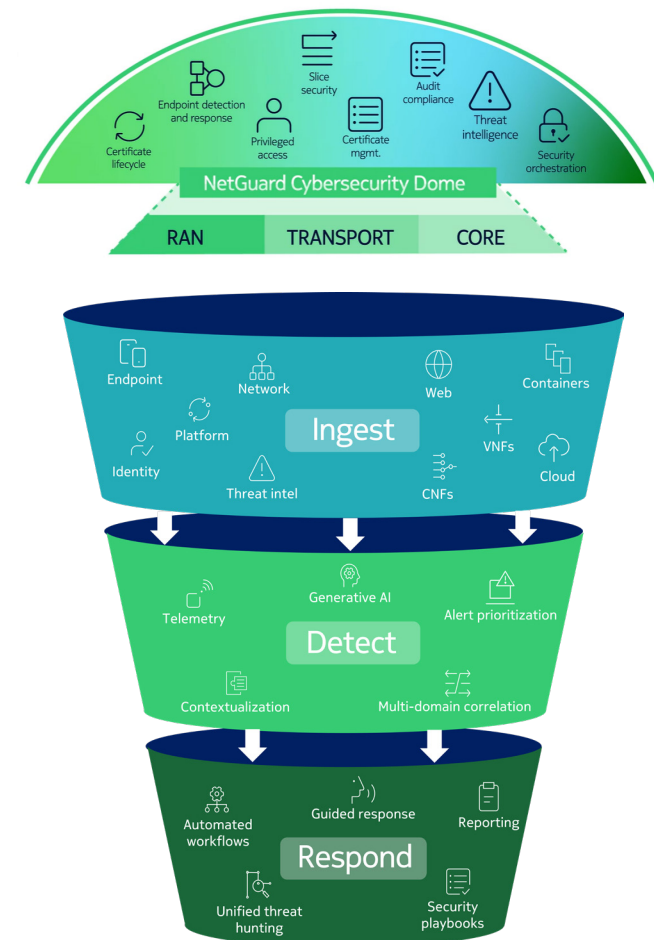 Slice
security
Audit
compliance
Endpoint detection
and response
Threat
intelligence
Privileged
access
Certificate
mgmt.
Certificate
lifecycle
Security
orchestration
NetGuard Cybersecurity Dome
RAN
TRANSPORT
CORE
Endpoint
Network
Web
Containers
Platform
Ingest
VNFs
Identity
Threat intel
CNFs
Cloud
Telemetry
Generative AI
Alert prioritization
Detect
Contextualization
Multi-domain correlation
Automated
workflows
Guided response
Reporting
Respond
Unified threat
hunting
Security
playbooks